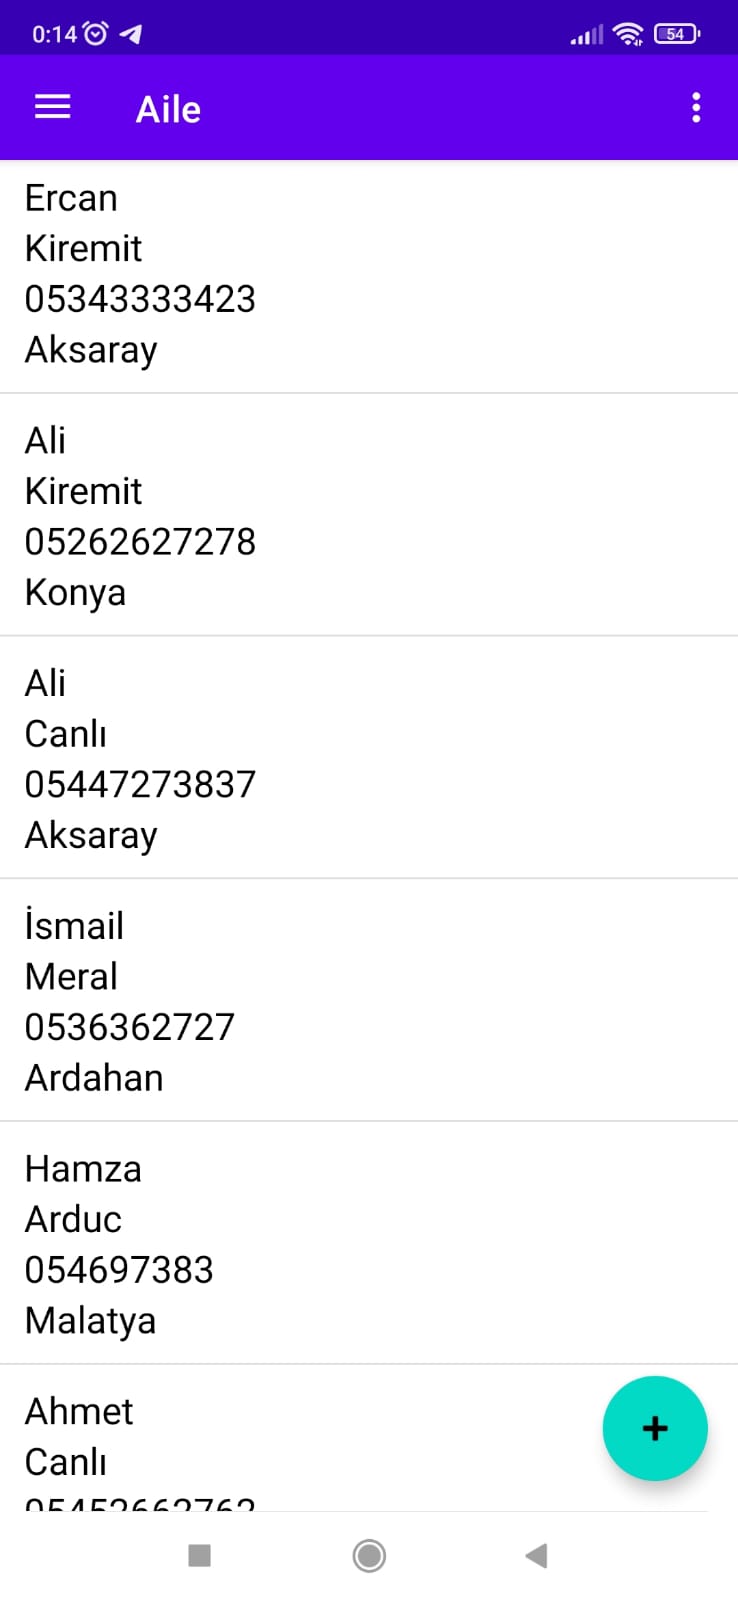 0:14
54
Aile
Ercan
Kiremit
05343333423
Aksaray
Ali
Kiremit
05262627278
Konya
Ali
Canlı
05447273837
Aksaray
İsmail
Meral
0536362727
Ardahan
Hamza
Arduc
054697383
Malatya
Ahmet
Canlı